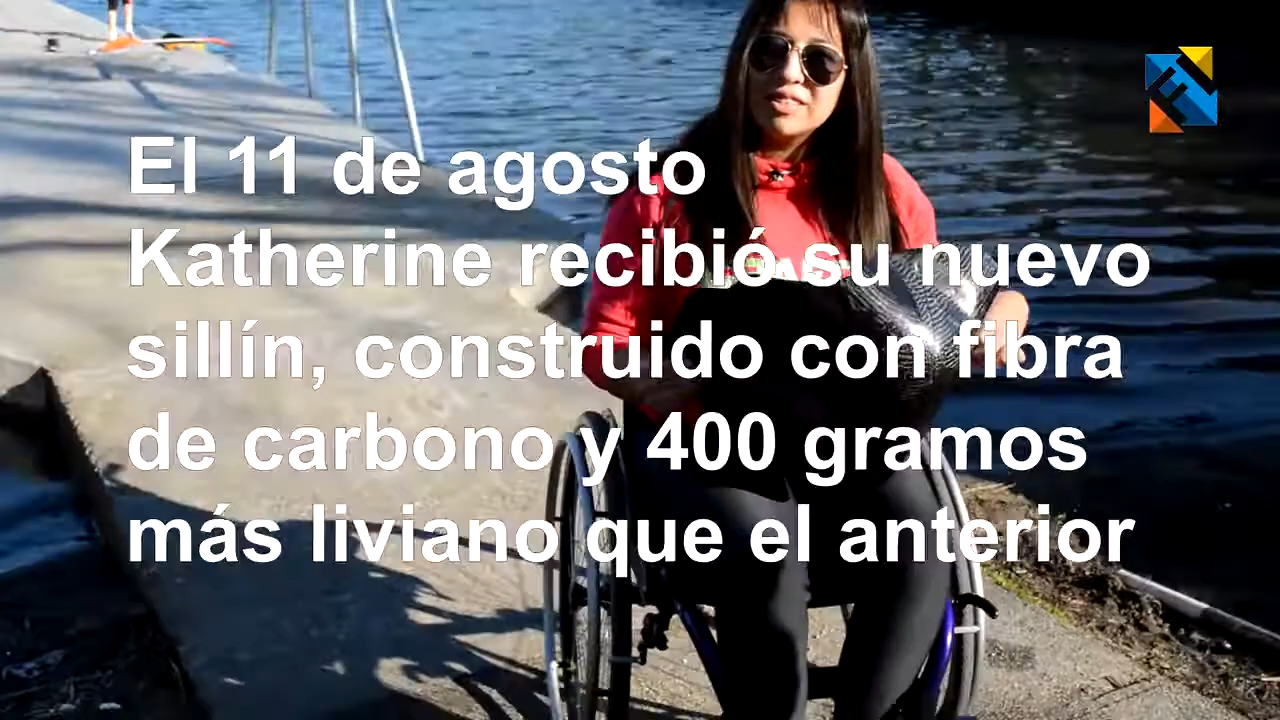 El 11 de agosto
Katherine recibió su nuevo
sillín, construido con fibra
de carbono y 400 gramos
más liviano que el anterior